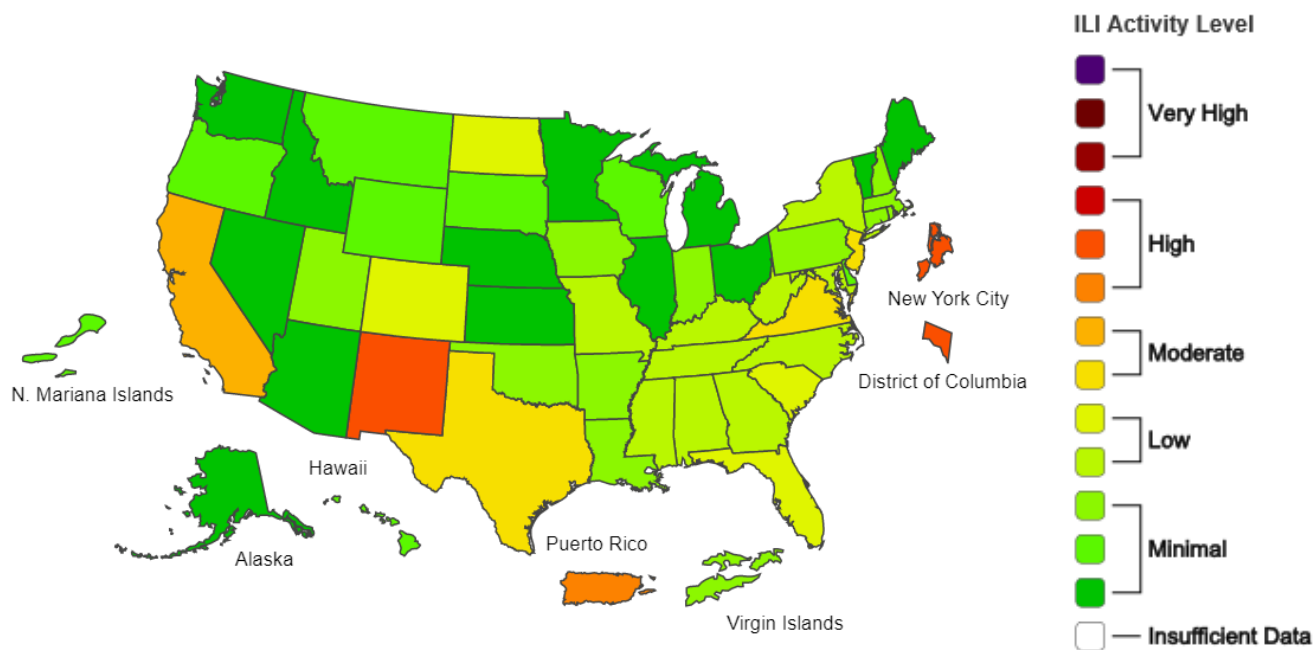 ILI Activity Level
Very High
High
New York City
Moderate
District of Columbia
N. Mariana Islands
Low
Hawaii
Puerto Rico
Alaska
Minimal
Virgin Islands
Insufficient Data